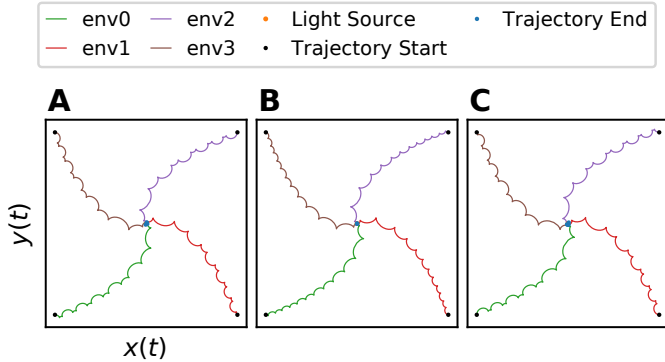 env0 env2 Light Source Trajectory End
env1 env3 Trajectory Start
A B C
y(t)
x(t)